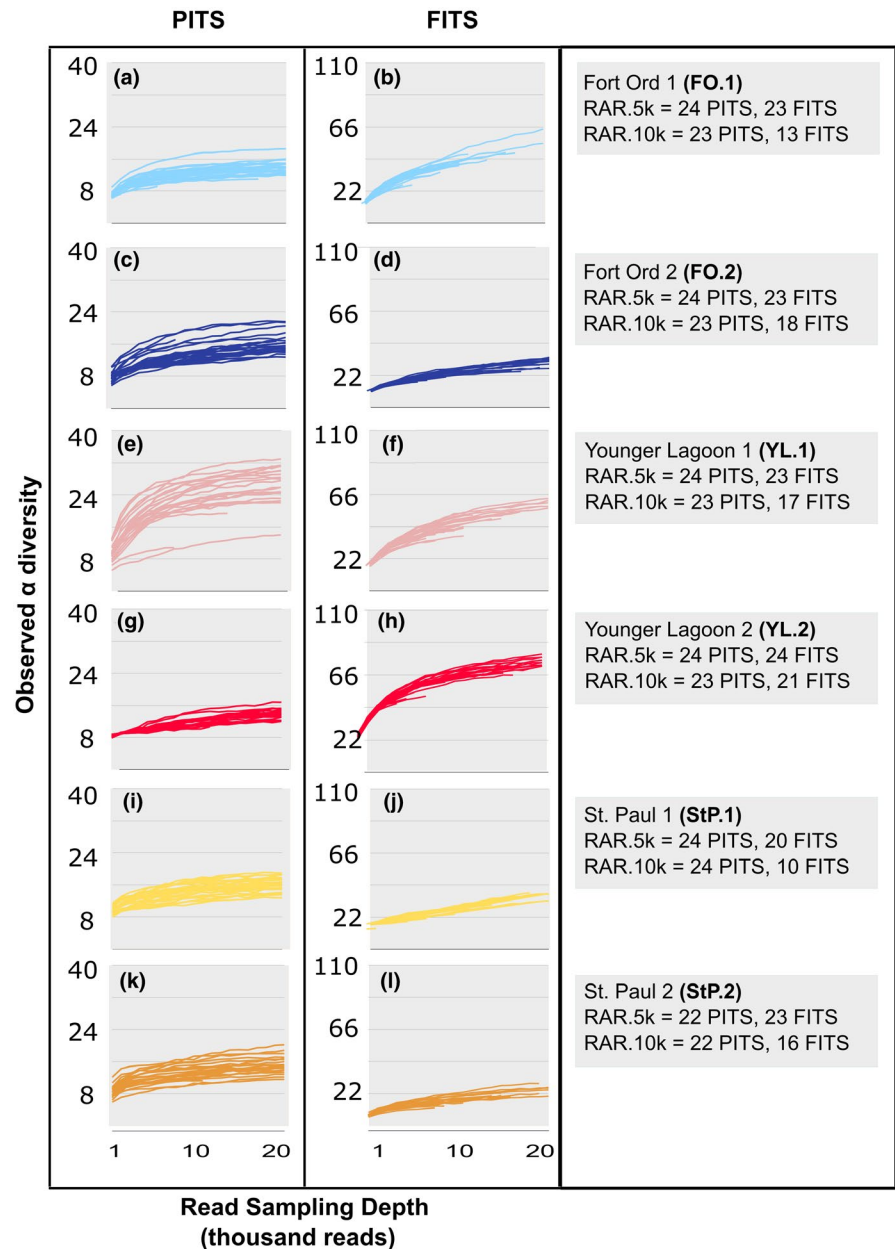 PITS
FITS
40
24
8
(a)
110
66
22
(b)
Fort Ord 1 (FO.1)
RAR.5k = 24 PITS, 23 FITS
RAR.10k = 23 PITS, 13 FITS
40
24
8
(c)
110
66
22
(d)
Fort Ord 2 (FO.2)
RAR.5k = 24 PITS, 23 FITS
RAR.10k = 23 PITS, 18 FITS
40
24
8
(e)
110
66
22
(f)
Younger Lagoon 1 (YL.1)
RAR.5k = 24 PITS, 23 FITS
RAR.10k = 23 PITS, 17 FITS
40
24
8
(g)
110
66
22
(h)
Younger Lagoon 2 (YL.2)
RAR.5k = 24 PITS, 24 FITS
RAR.10k = 23 PITS, 21 FITS
40
24
8
(i)
110
66
22
(j)
St. Paul 1 (StP.1)
RAR.5k = 24 PITS, 20 FITS
RAR.10k = 24 PITS, 10 FITS
40
24
8
(k)
110
66
22
(l)
St. Paul 2 (StP.2)
RAR.5k = 22 PITS, 23 FITS
RAR.10k = 22 PITS, 16 FITS
1 10 20
1 10 20
Observed α diversity
Read Sampling Depth
(thousand reads)